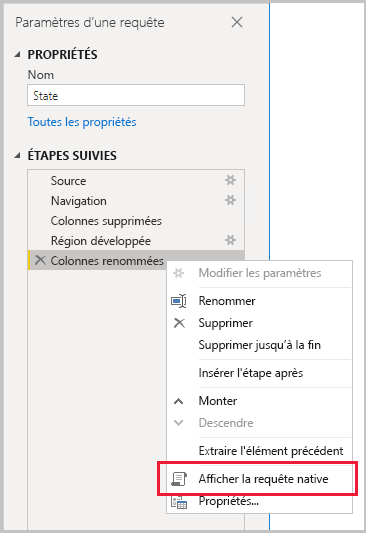 Paramètres d'une requête
PROPRIÉTÉS
Nom
State
Toutes les propriétés
ÉTAPES SUIVIES
Source
Navigation
Colonnes supprimées
Région développée
Colonnes renommées
Modifier les paramètres
Renommer
Supprimer
Supprimer jusqu'à la fin
Insérer l'étape après
Monter
Descendre
Extraire l'élément précédent
Afficher la requête native
Propriétés...